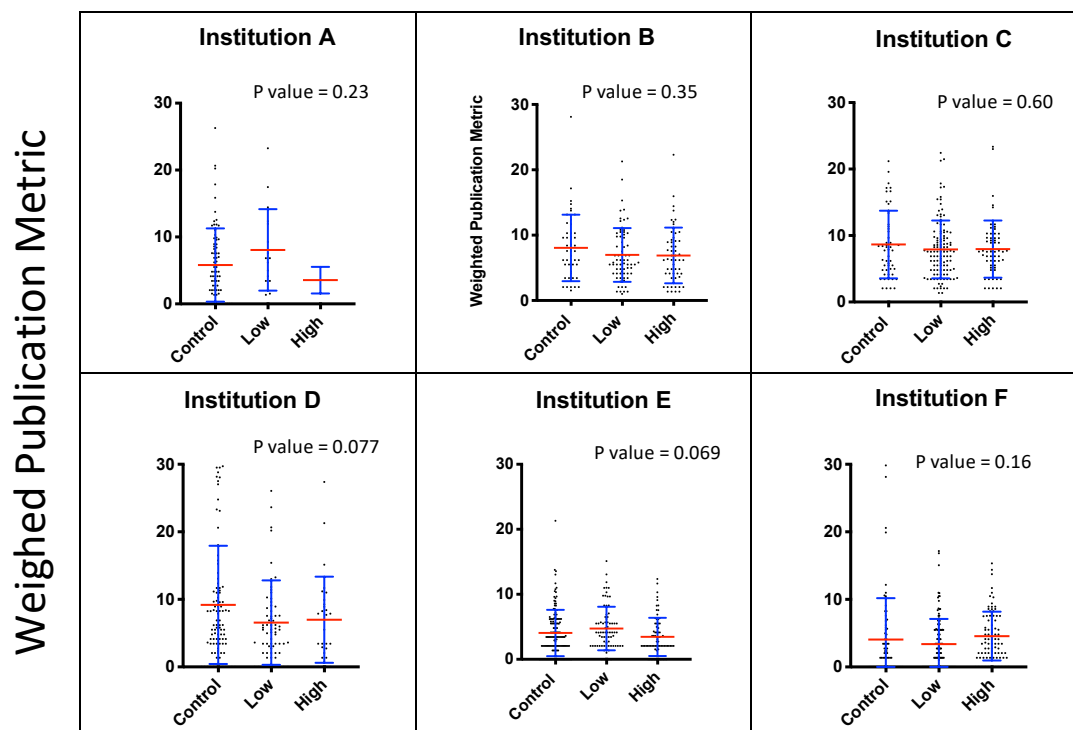 Weighed Publication Metric
Institution A
P value = 0.23
30
20
10
0
Control
Low
High
Institution B
P value = 0.35
Weighted Publication Metric
30
20
10
0
Control
Low
High
Institution C
P value = 0.60
30
20
10
0
Control
Low
High
Institution D
P value = 0.077
30
20
10
0
Control
Low
High
Institution E
P value = 0.069
30
20
10
0
Control
Low
High
Institution F
P value = 0.16
30
20
10
0
Control
Low
High